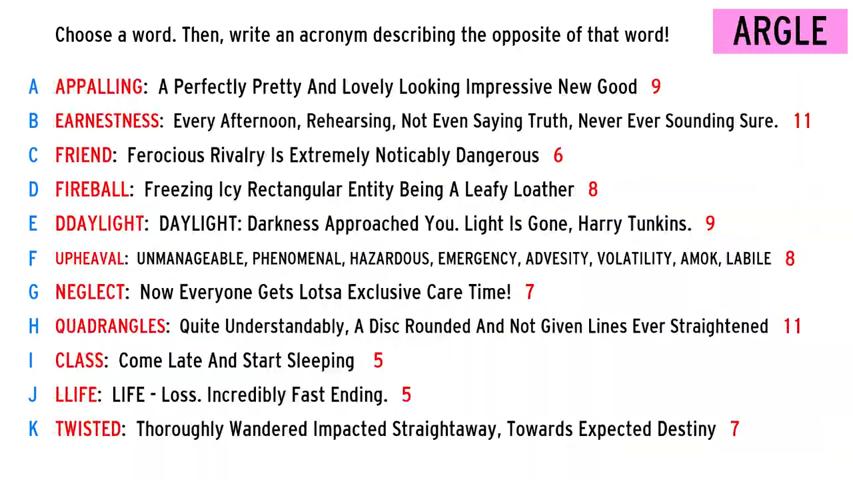 Choose a word. Then, write an acronym describing the opposite of that word!
ARGLE
A APPALLING: A Perfectly Pretty And Lovely Looking Impressive New Good 9
B EARNESTNESS: Every Afternoon, Rehearsing, Not Even Saying Truth, Never Ever Sounding Sure. 11
C FRIEND: Ferocious Rivalry Is Extremely Noticably Dangerous 6
D FIREBALL: Freezing Icy Rectangular Entity Being A Leafy Loather 8
E DDAYLIGHT: DAYLIGHT: Darkness Approached You. Light Is Gone, Harry Tunkins. 9
F UPHEAVAL: UNMANAGEABLE, PHENOMENAL, HAZARDOUS, EMERGENCY, ADVESITY, VOLATILITY, AMOK, LABILE 8
G NEGLECT: Now Everyone Gets Lotsa Exclusive Care Time! 7
H QUADRANGLES: Quite Understandably, A Disc Rounded And Not Given Lines Ever Straightened 11
I CLASS: Come Late And Start Sleeping 5
J LLIFE: LIFE - Loss. Incredibly Fast Ending. 5
K TWISTED: Thoroughly Wandered Impacted Straightaway, Towards Expected Destiny 7